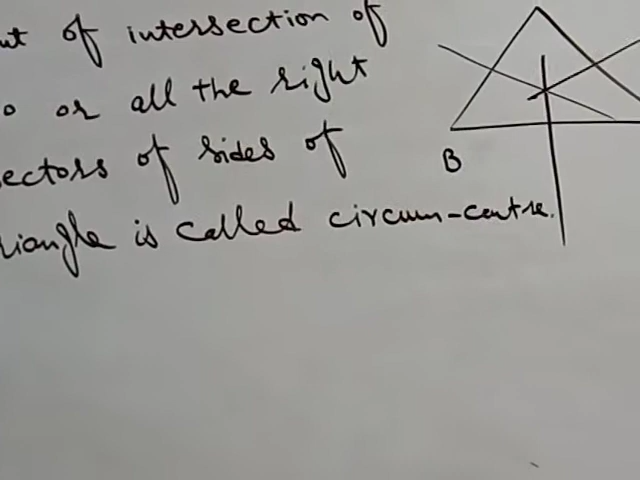 of intersection of
or all the right
of sides of
is called circum-centre.
B